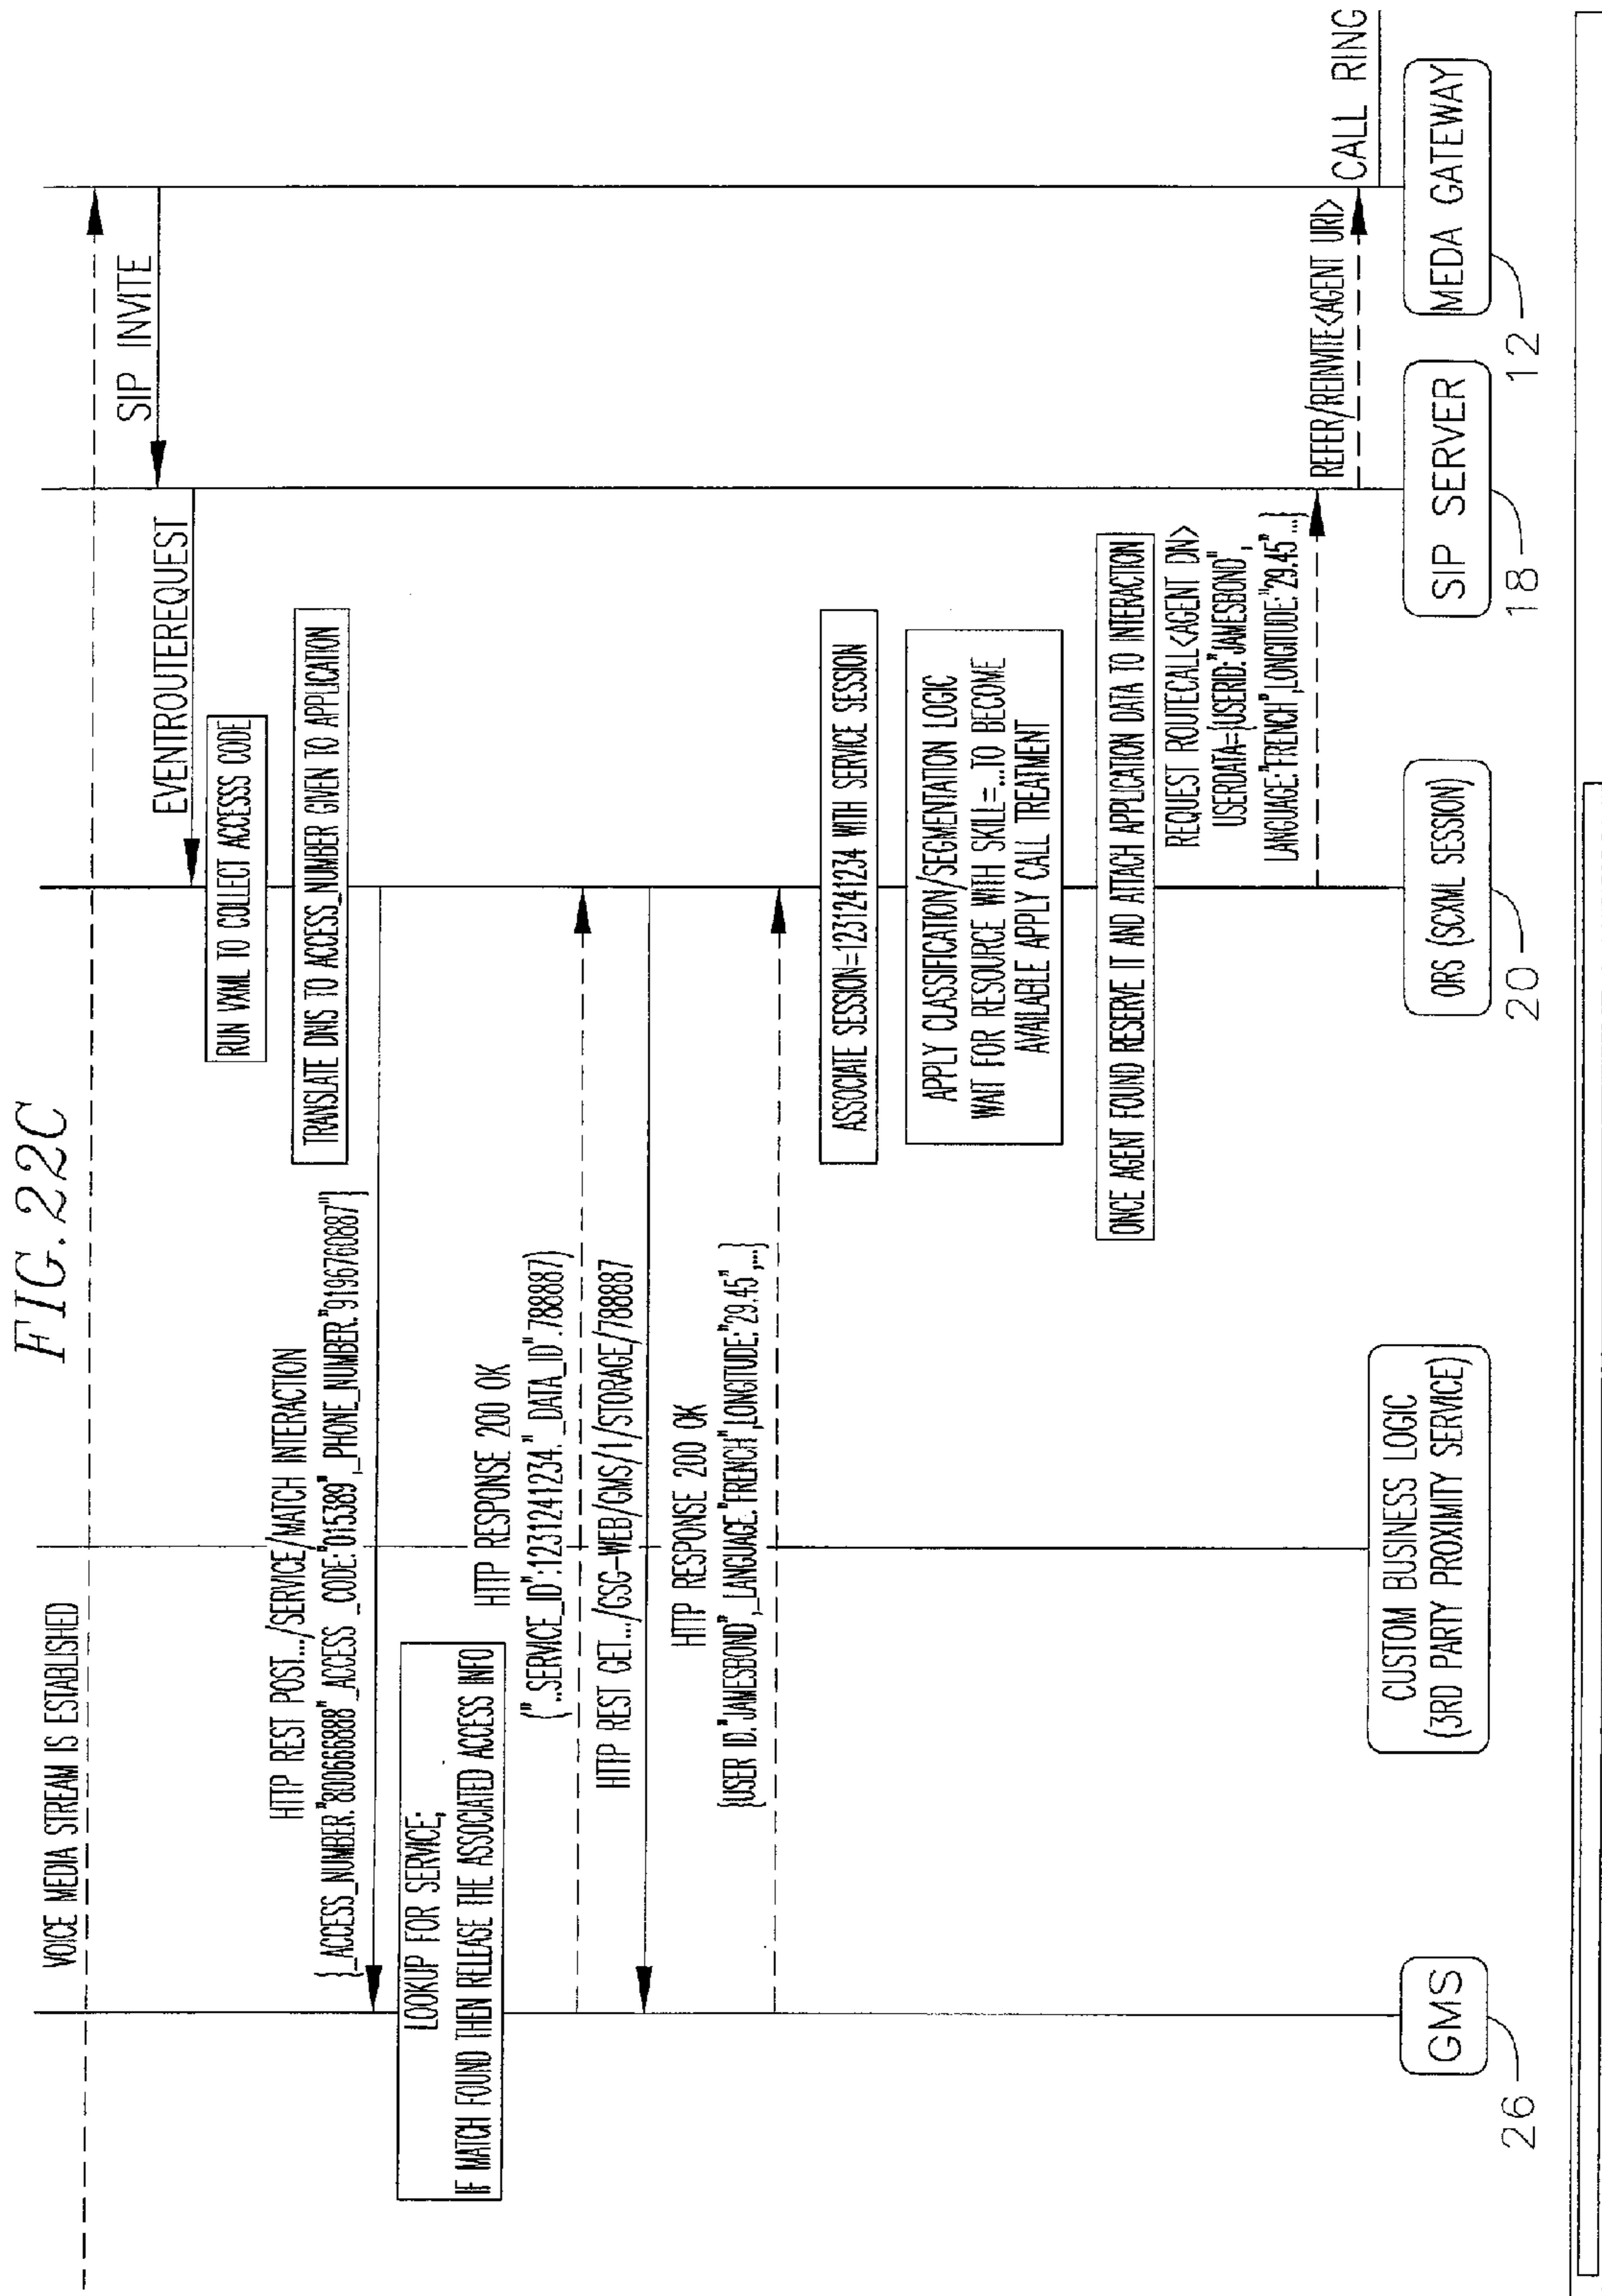 FIG. 22C
VOICE MEDIA STREAM IS ESTABLISHED
SIP INVITE
EVENTROUTEREQUEST
RUN VXML TO COLLECT ACCESSS CODE
TRANSLATE DNIS TO ACCESS_NUMBER GIVEN TO APPLICATION
HTTP REST POST.../SERVICE/MATCH INTERACTION
{_ACCESS_NUMBER:"80066888"_ACCESS _CODE:"015389",_PHONE_NUMBER:"9196760887"}
LOOKUP FOR SERVICE;
IF MATCH FOUND THEN RELEASE THE ASSOCIATED ACCESS INFO
HTTP RESPONSE 200 OK
("_SERVICE_ID":1231241234."_DATA_ID":788887)
HTTP REST GET.../GSG-WEB/GMS/1/STORAGE/788887
HTTP RESPONSE 200 OK
{USER ID:"JAMESBOND",_LANGUAGE:"FRENCH",LONGITUDE:"29.45",...}
ASSOCIATE SESSION=1231241234 WITH SERVICE SESSION
APPLY CLASSIFICATION/SEGMENTATION LOGIC
WAIT FOR RESOURCE WITH SKILL=...TO BECOME
AVAILABLE APPLY CALL TREATMENT
ONCE AGENT FOUND RESERVE IT AND ATTACH APPLICATION DATA TO INTERACTION
REQUEST ROUTECALL<AGENT DN>
USERDATA={USERID:"JAMESBOND",
LANGUAGE:"FRENCH",LONGITUDE:"29.45"...}
REFER/REINVITE<AGENT URI>
CALL RING
GMS
26
CUSTOM BUSINESS LOGIC
(3RD PARTY PROXIMITY SERVICE)
ORS (SCXML SESSION)
20
SIP SERVER
18
MEDA GATEWAY
12